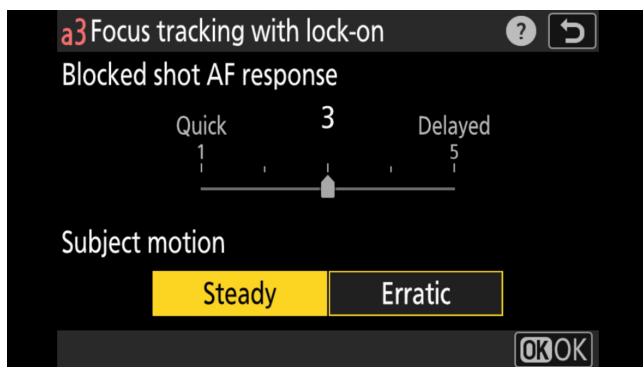 a3 Focus tracking with lock-on ?
Blocked shot AF response
3
Quick Delayed
1 5
Subject motion
Steady Erratic
OK OK